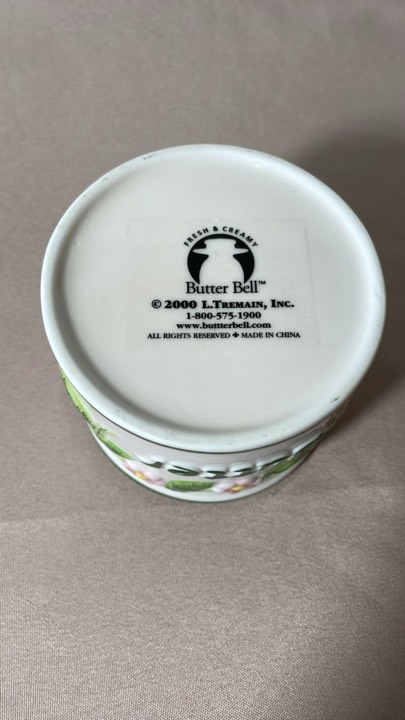 FRESH & CREAMY
Butter Bell™
© 2000 L.TREMAIN, INC.
1-800-575-1900
www.buttterbell.com
ALL RIGHTS RESERVED ✦ MADE IN CHINA